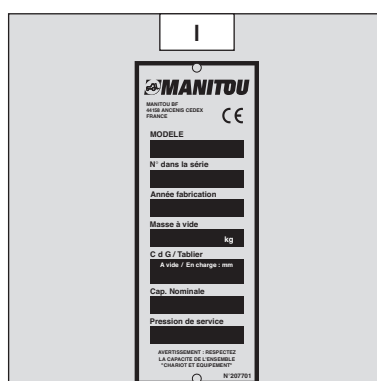 I
MANITOU
MANITOU BF
44158 ANCENIS CEDEX
FRANCE
CE
MODELE
N° dans la série
Année fabrication
Masse à vide
kg
C d G / Tablier
A vide / En charge : mm
Cap. Nominale
Pression de service
AVERTISSEMENT : RESPECTEZ
LA CAPACITE DE L'ENSEMBLE
"CHARIOT ET EQUIPEMENT"
N°207701